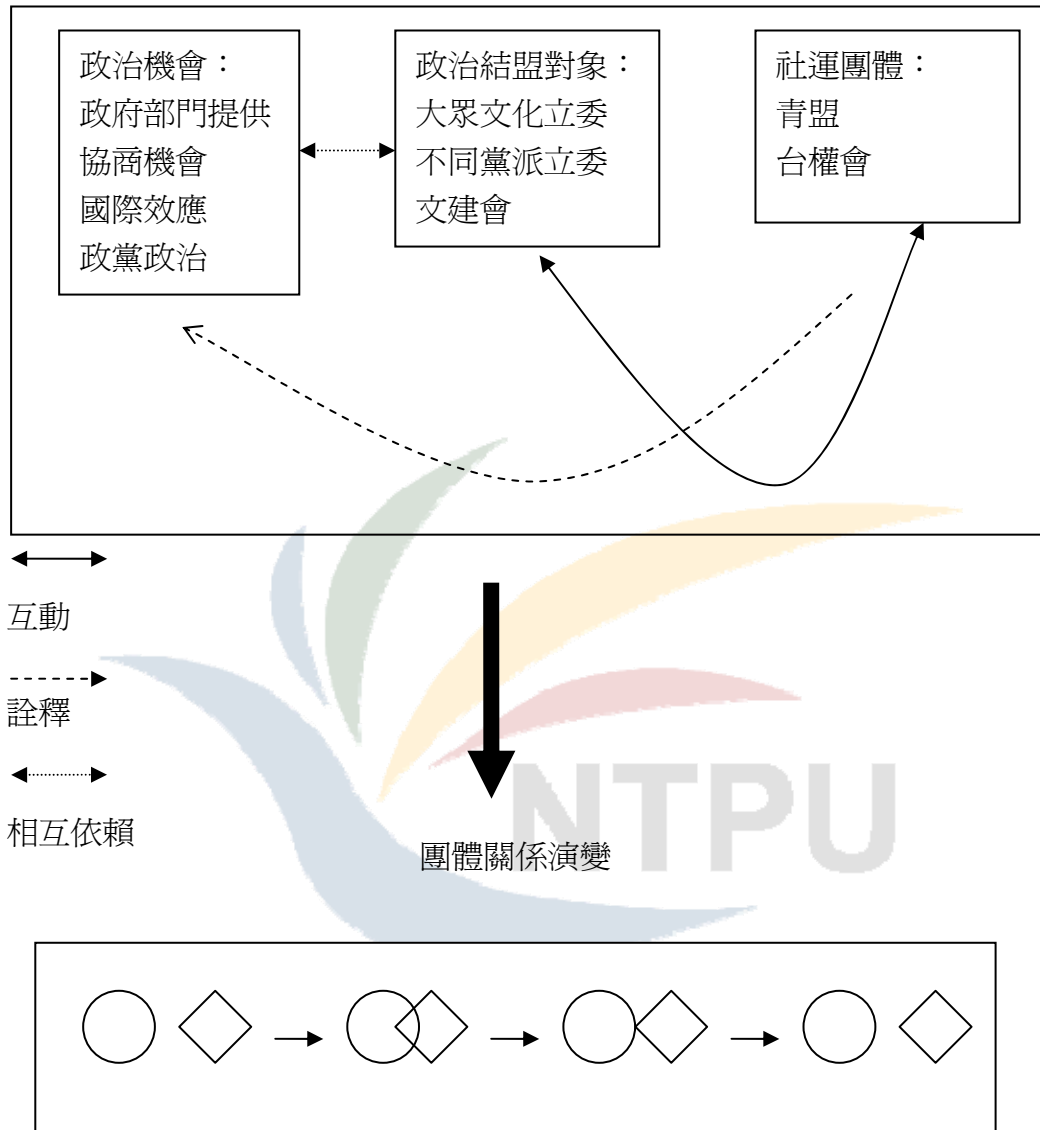 政治機會：
政府部門提供
協商機會
國際效應
政黨政治
政治結盟對象：
大眾文化立委
不同黨派立委
文建會
社運團體：
青盟
台權會
互動
詮釋
相互依賴
NTPU
團體關係演變